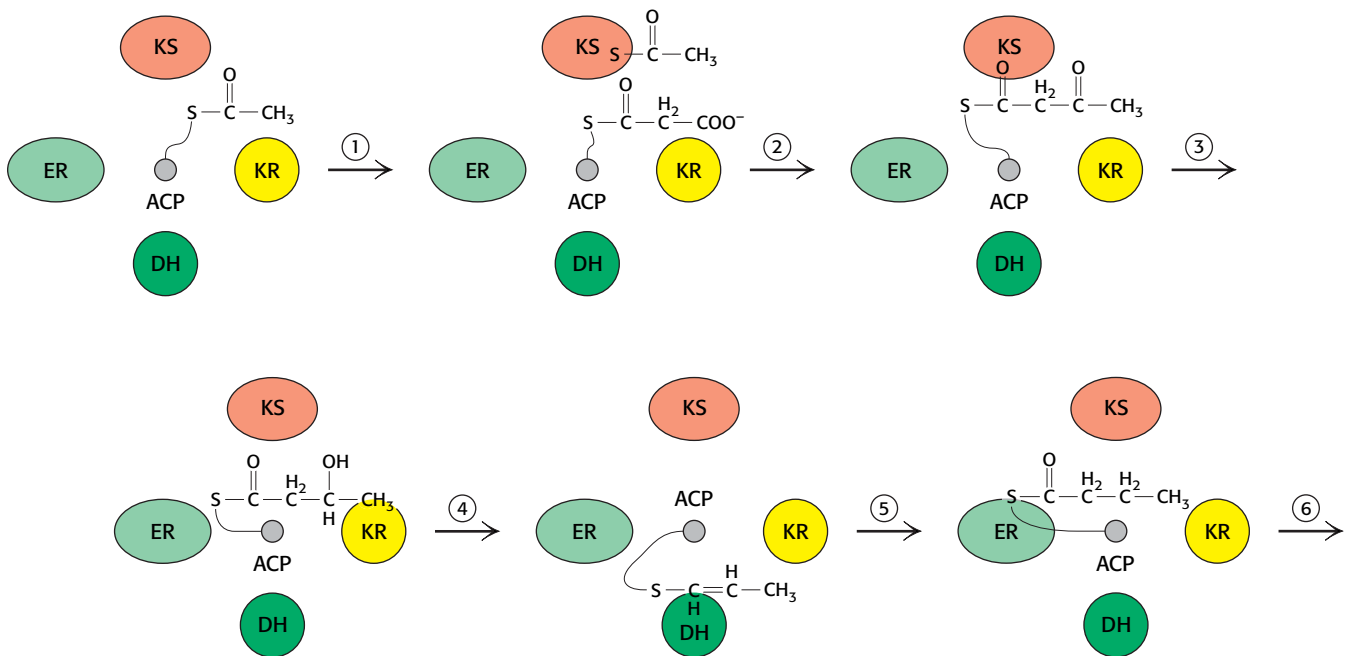 KS
O
S—C—CH₃
ER
ACP
KR
DH
①
KS
O
S—C—CH₃
O
S—C—C—COO⁻
H₂
ER
ACP
KR
DH
②
KS
O
O
S—C—C—C—CH₃
H₂
ER
ACP
KR
DH
③
KS
O
OH
S—C—C—C—CH₃
H₂
H
ER
ACP
KR
DH
④
KS
ACP
ER
KR
H
S—C=C—CH₃
H
DH
⑤
KS
O
S—C—C—C—CH₃
H₂
H₂
ER
ACP
KR
DH
⑥